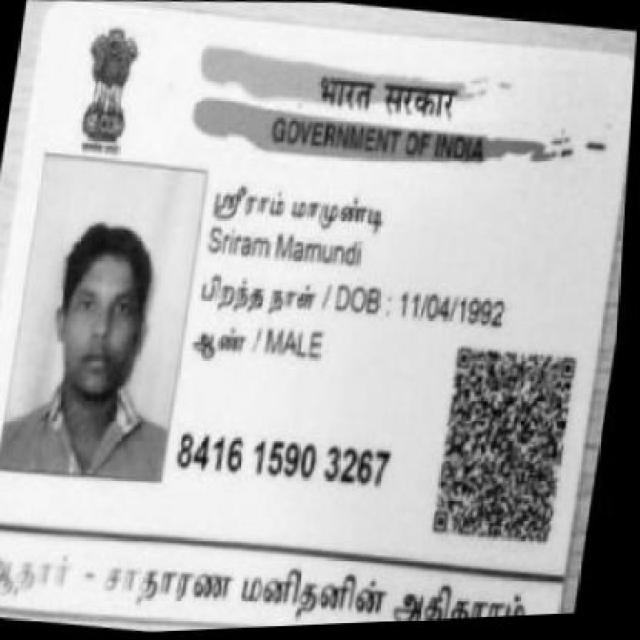 भारत सरकार
GOVERNMENT OF INDIA
ஸ்ரீராம் மாமுண்டி
Sriram Mamundi
பிறந்த நாள் / DOB : 11/04/1992
ஆண் / MALE
8416 1590 3267
ஆதார் - சாதாரண மனிதனின் அதிகாரம்